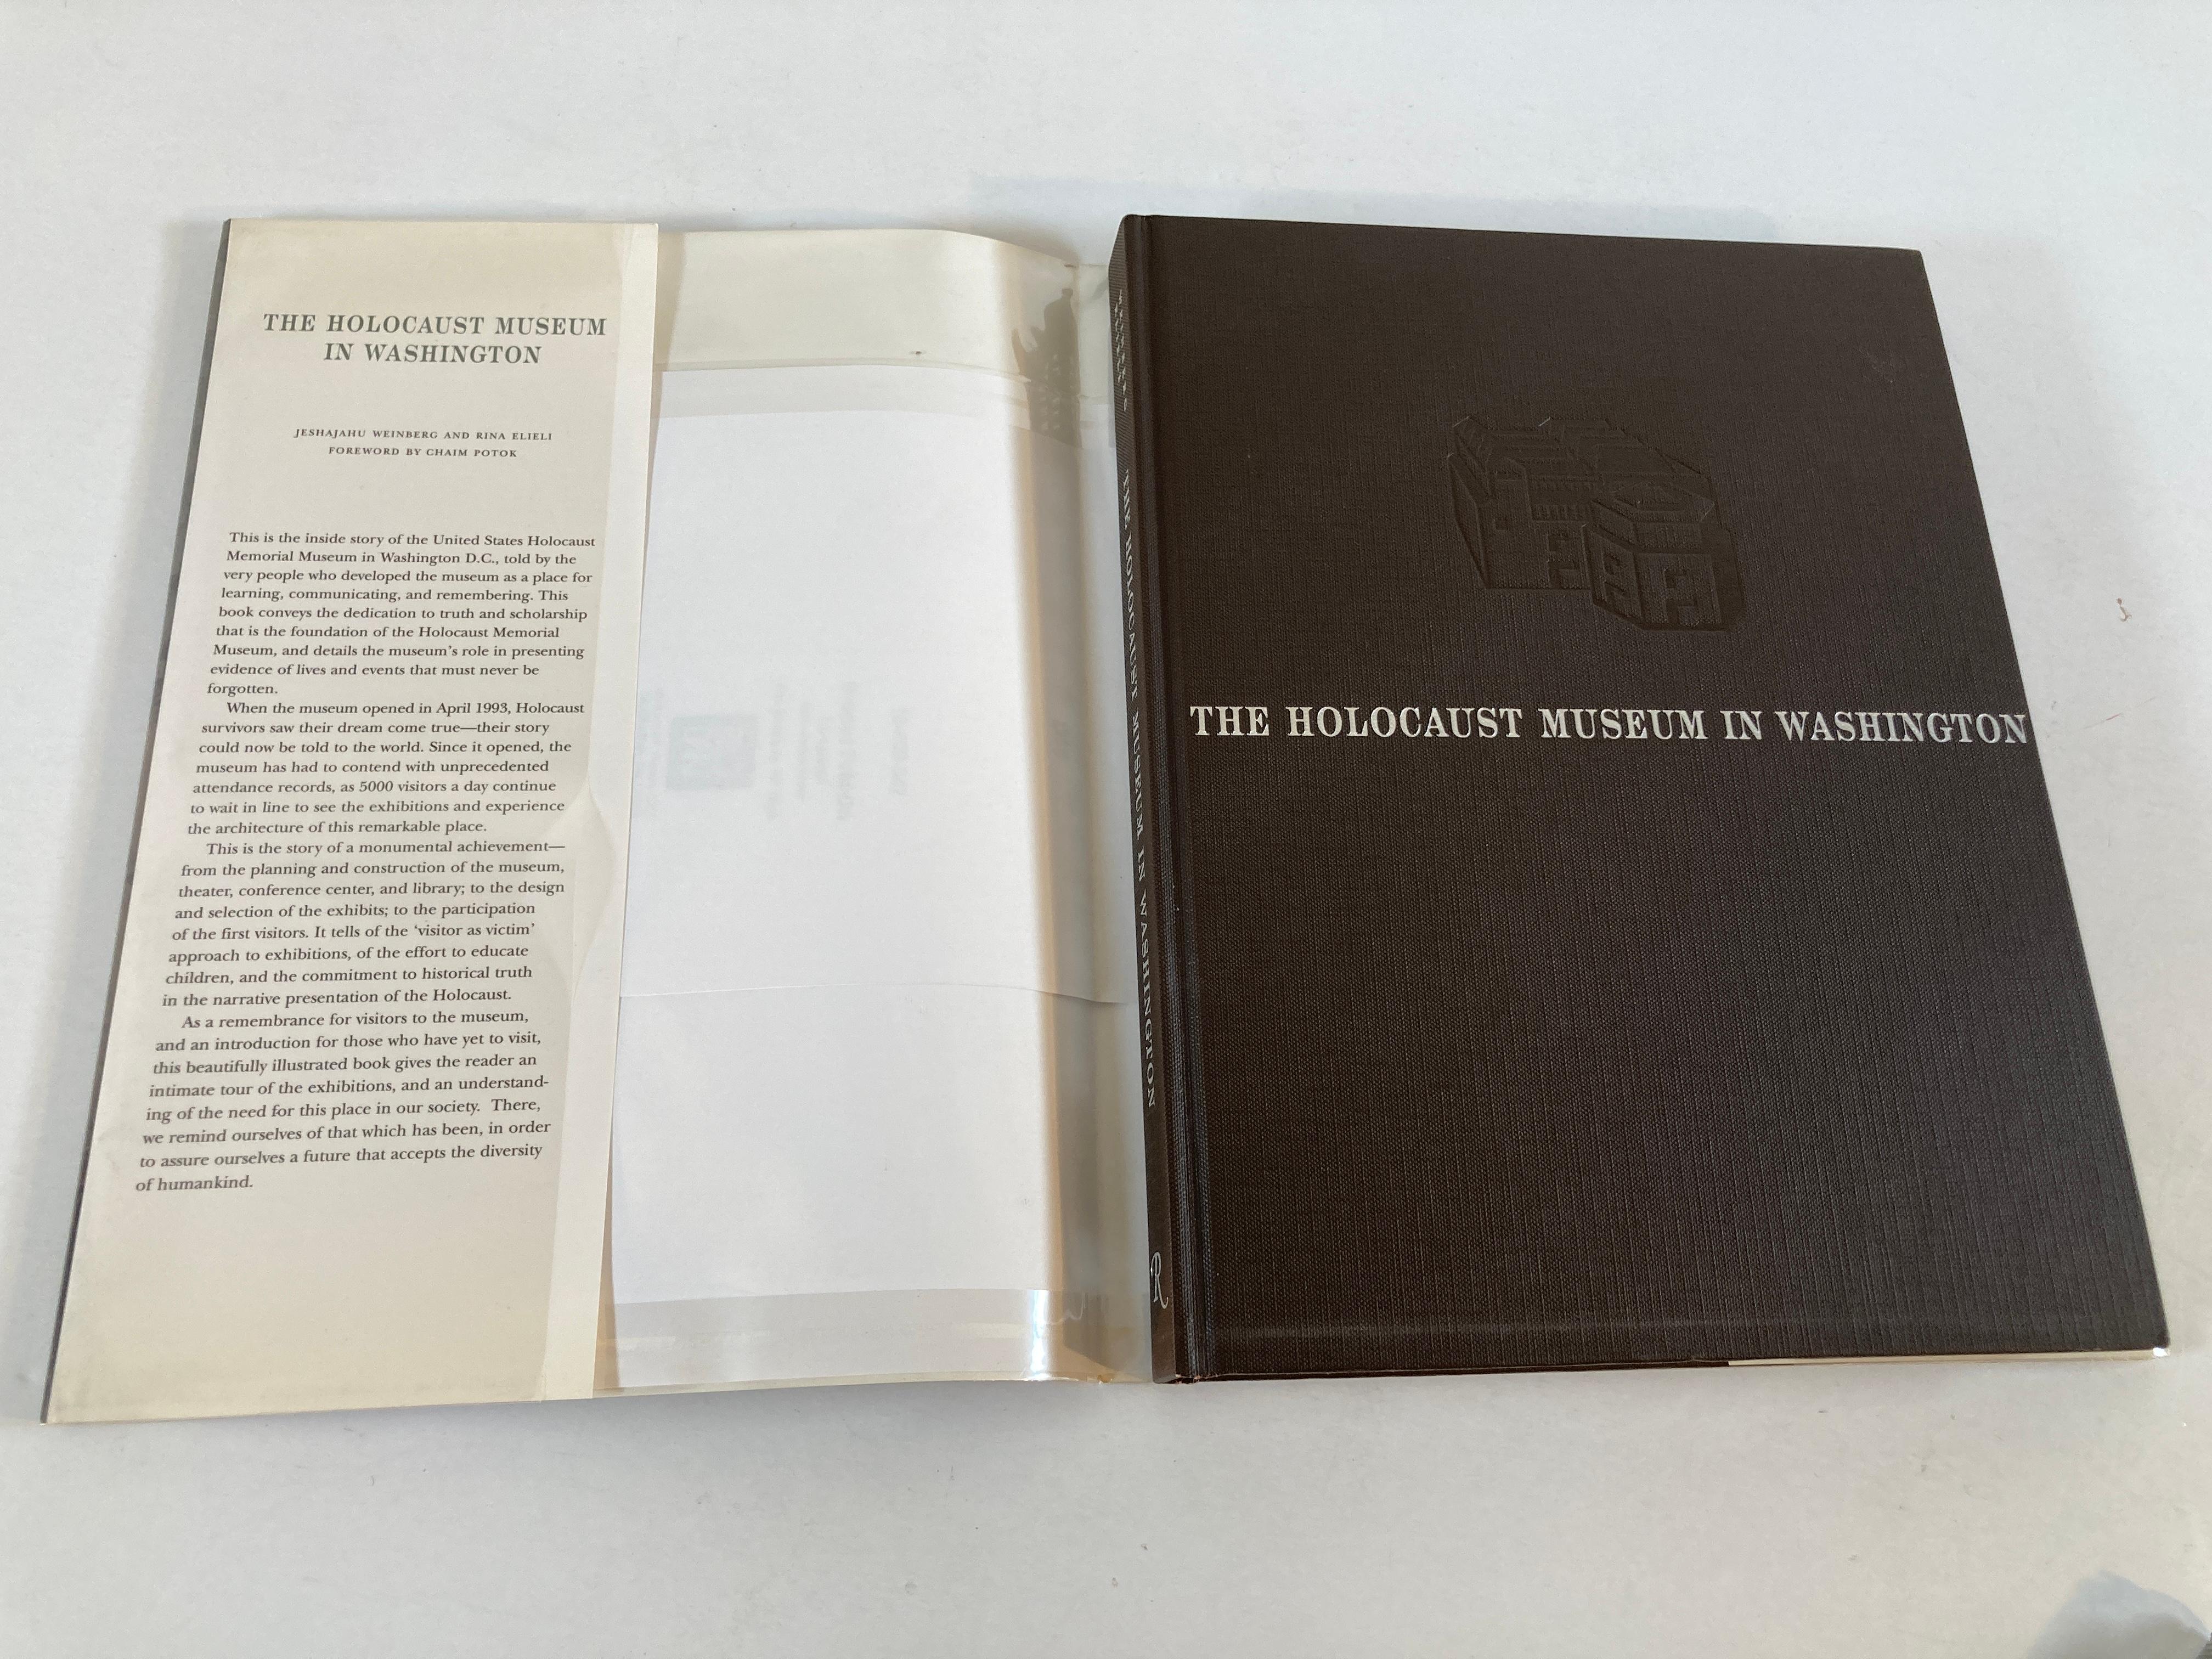 THE HOLOCAUST MUSEUM
IN WASHINGTON
JESHAJAHU WEINBERG AND RINA ELIELI
FOREWORD BY CHAIM POTOK
This is the inside story of the United States Holocaust
Memorial Museum in Washington D.C., told by the
very people who developed the museum as a place for
learning, communicating, and remembering. This
book conveys the dedication to truth and scholarship
that is the foundation of the Holocaust Memorial
Museum, and details the museum's role in presenting
evidence of lives and events that must never be
forgotten.
When the museum opened in April 1993, Holocaust
survivors saw their dream come true—their story
could now be told to the world. Since it opened, the
museum has had to contend with unprecedented
attendance records, as 5000 visitors a day continue
to wait in line to see the exhibitions and experience
the architecture of this remarkable place.
This is the story of a monumental achievement—
from the planning and construction of the museum,
theater, conference center, and library; to the design
and selection of the exhibits; to the participation
of the first visitors. It tells of the 'visitor as victim'
approach to exhibitions, of the effort to educate
children, and the commitment to historical truth
in the narrative presentation of the Holocaust.
As a remembrance for visitors to the museum,
and an introduction for those who have yet to visit,
this beautifully illustrated book gives the reader an
intimate tour of the exhibitions, and an understand-
ing of the need for this place in our society. There,
we remind ourselves of that which has been, in order
to assure ourselves a future that accepts the diversity
of humankind.
THE HOLOCAUST MUSEUM IN WASHINGTON
THE HOLOCAUST MUSEUM IN WASHINGTON